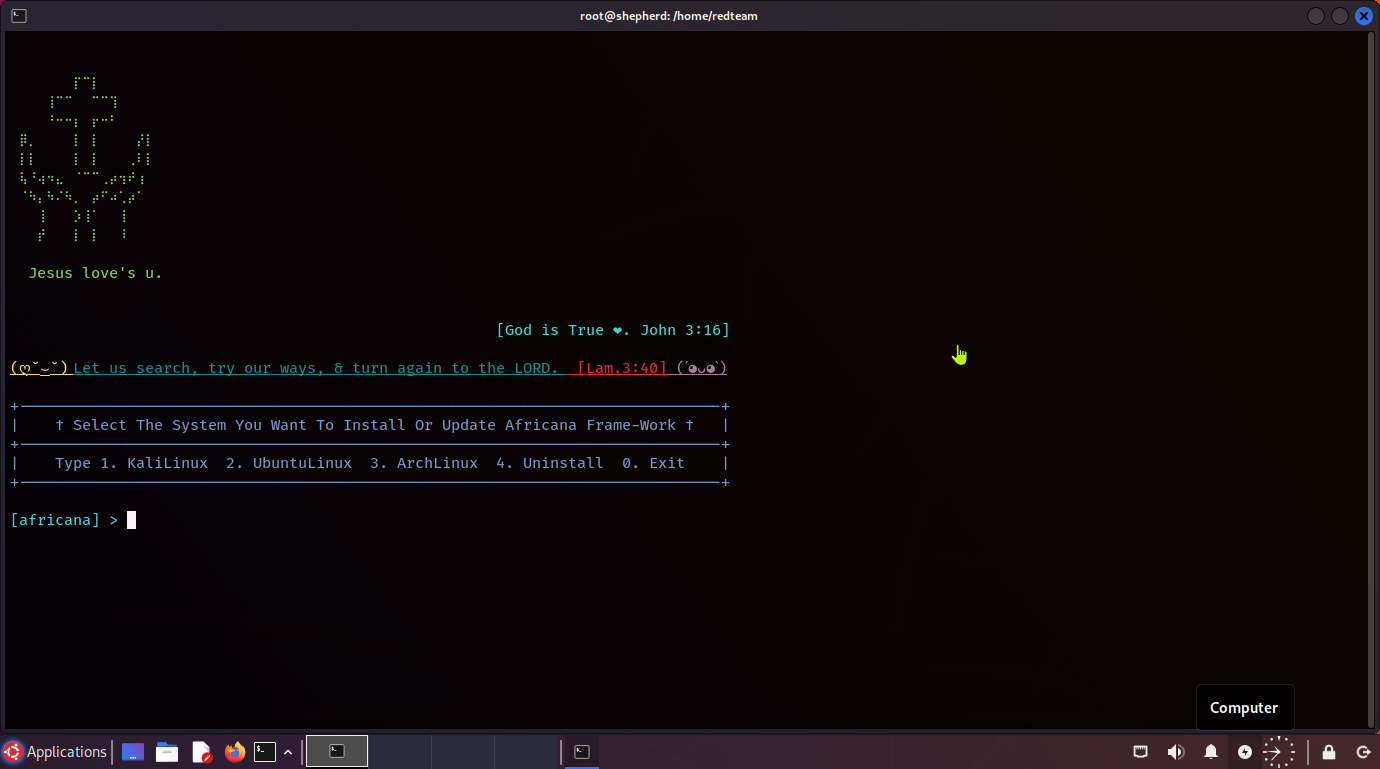 root@shepherd: /home/redteam
Jesus love's u.
[God is True ❤. John 3:16]
(ღ˘⌣˘) Let us search, try our ways, & turn again to the LORD. [Lam.3:40] (΄◕◡◕`)
† Select The System You Want To Install Or Update Africana Frame-Work †
Type 1. KaliLinux 2. UbuntuLinux 3. ArchLinux 4. Uninstall 0. Exit
[africana] >
Computer
Applications